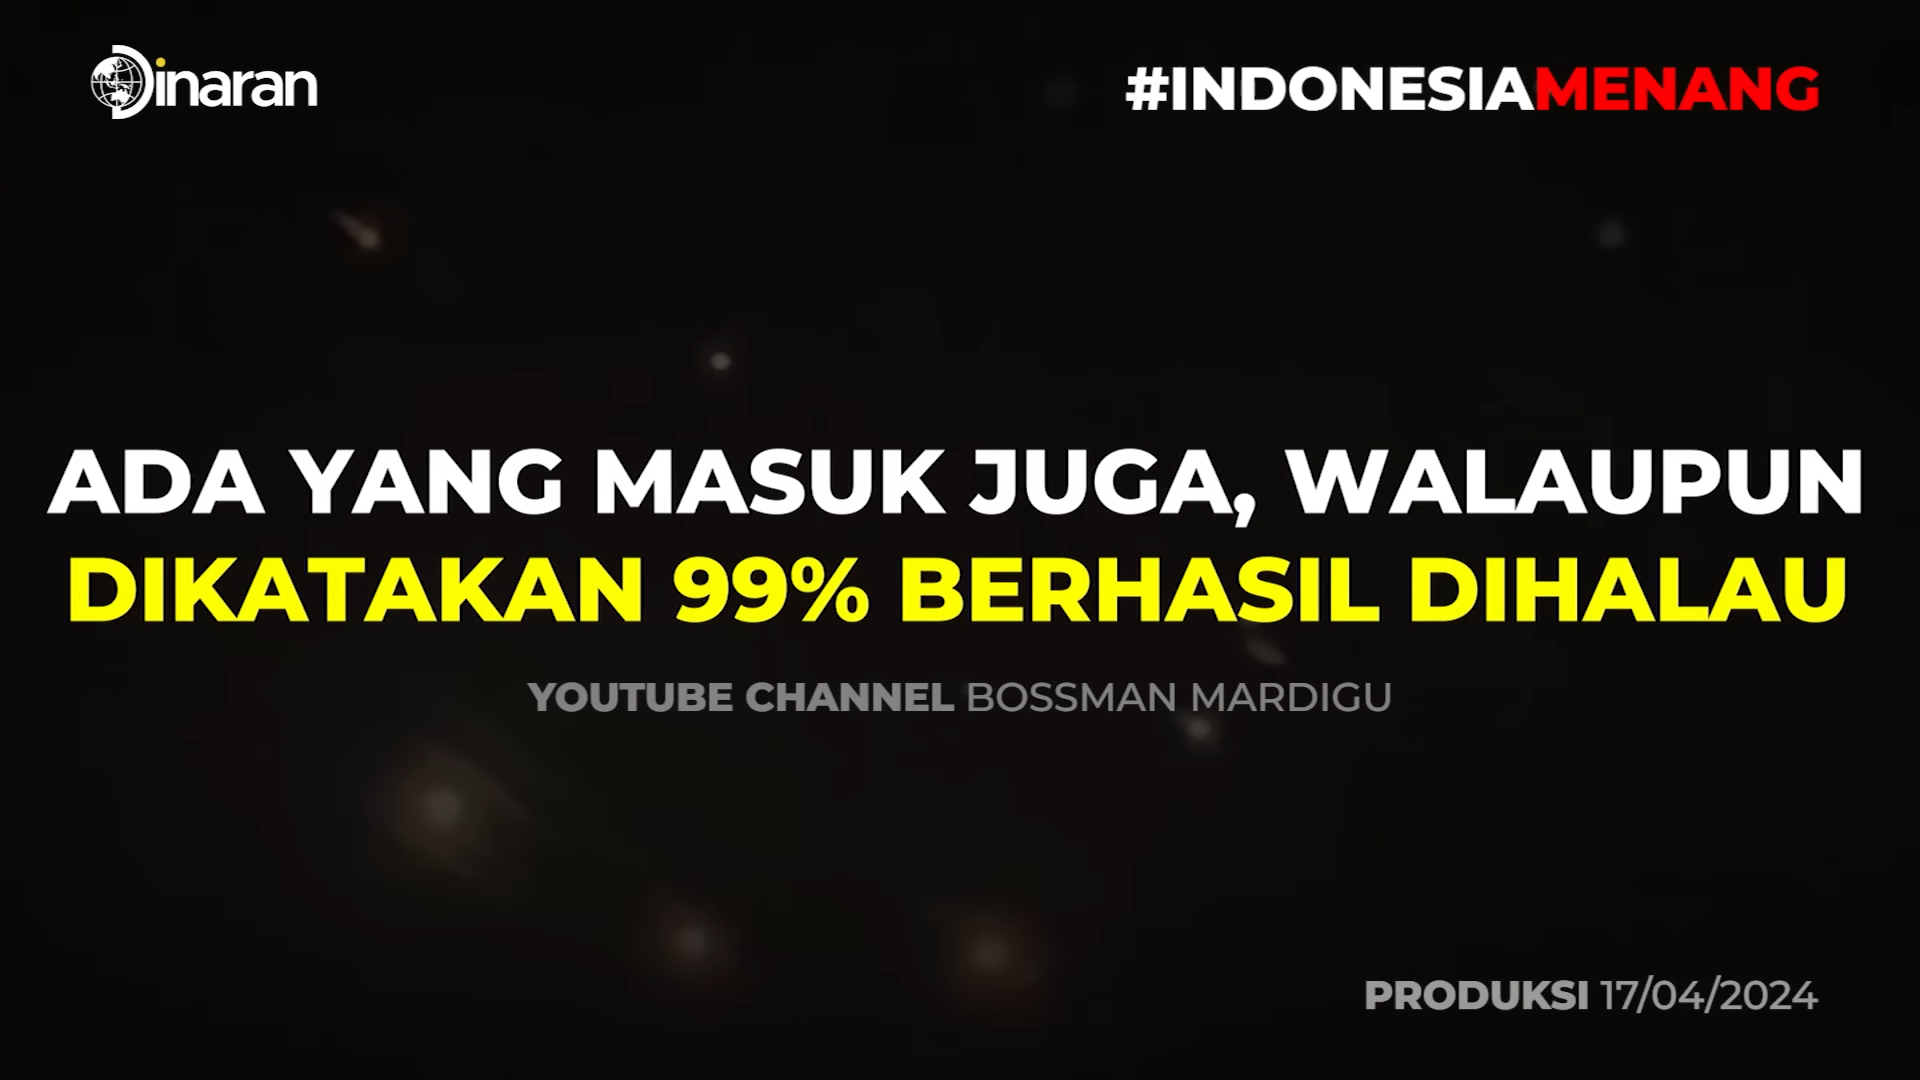 Dinaran
#INDONESIAMENANG
ADA YANG MASUK JUGA, WALAUPUN
DIKATAKAN 99% BERHASIL DIHALAU
YOUTUBE CHANNEL BOSSMAN MARDIGU
PRODUKSI 17/04/2024